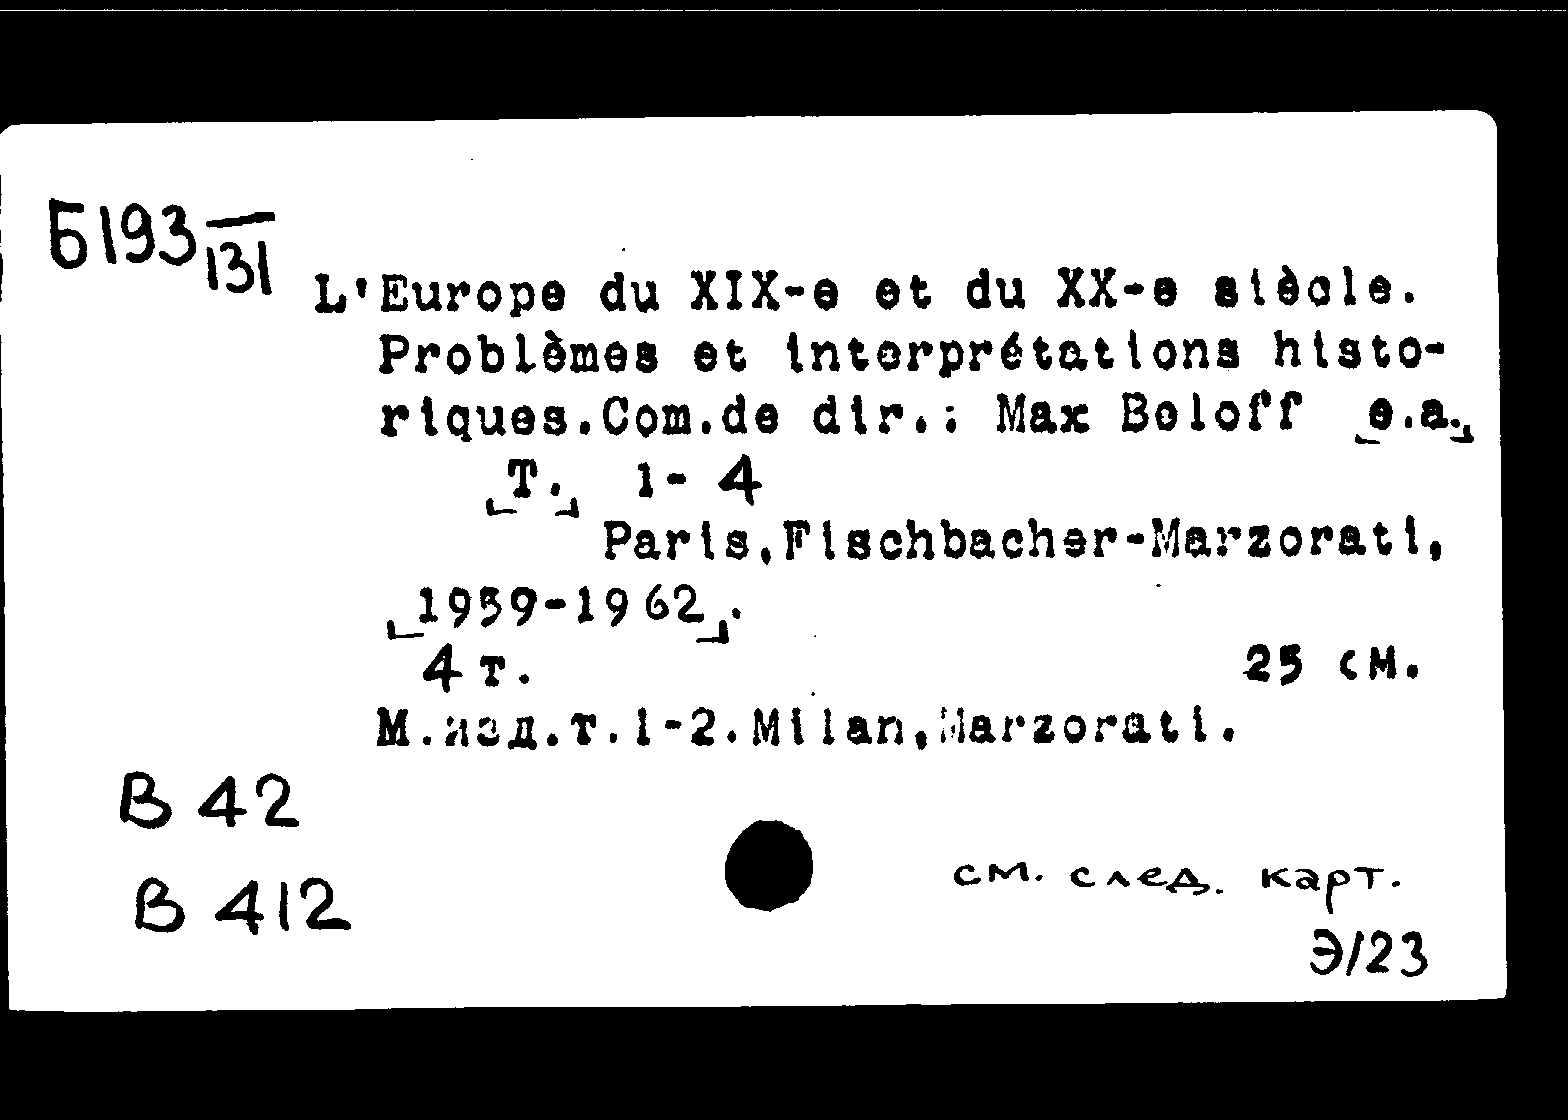 Б193 —/131
L'Europe du XIX-e et du XX-e siècle.
Problèmes et interprétations histo-
riques.Com.de dir.: Max Beloff [e.a.]
[T.] 1- 4
Paris,Fischbacher-Marzorati,
[1959-1962].
4 т. 25 см.
М.изд.т.1-2.Milan,Marzorati.
В 42
В 412
см. след. карт.
Э/23